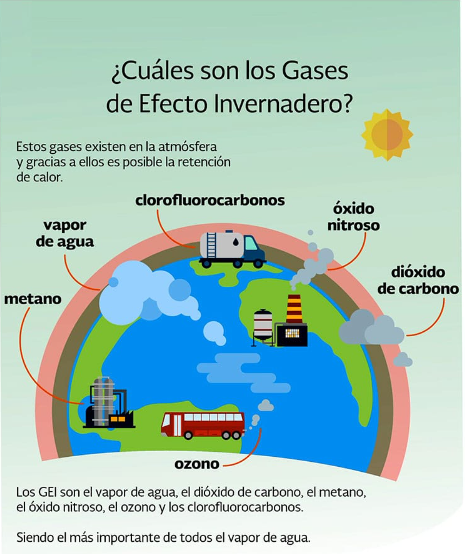 ¿Cuáles son los Gases
de Efecto Invernadero?
Estos gases existen en la atmósfera
y gracias a ellos es posible la retención
de calor.
clorofluorocarbonos
óxido
nitroso
vapor
de agua
dióxido
de carbono
metano
ozono
Los GEI son el vapor de agua, el dióxido de carbono, el metano,
el óxido nitroso, el ozono y los clorofluorocarbonos.
Siendo el más importante de todos el vapor de agua.